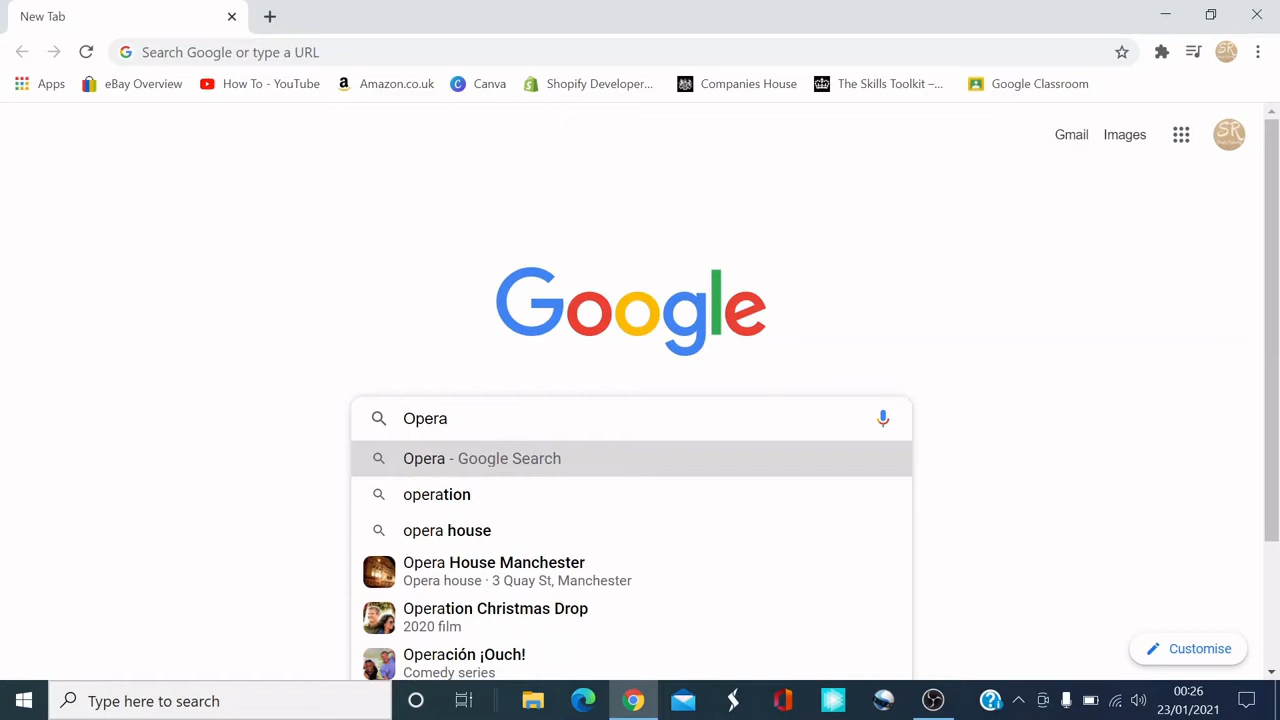 New Tab
Search Google or type a URL
Apps eBay Overview How To - YouTube Amazon.co.uk Canva Shopify Developer... Companies House The Skills Toolkit –... Google Classroom
Gmail Images SR
Google
Opera
Opera - Google Search
operation
opera house
Opera House Manchester
Opera house · 3 Quay St, Manchester
Operation Christmas Drop
2020 film
Operación ¡Ouch!
Comedy series
Customise
Type here to search
00:26
23/01/2021